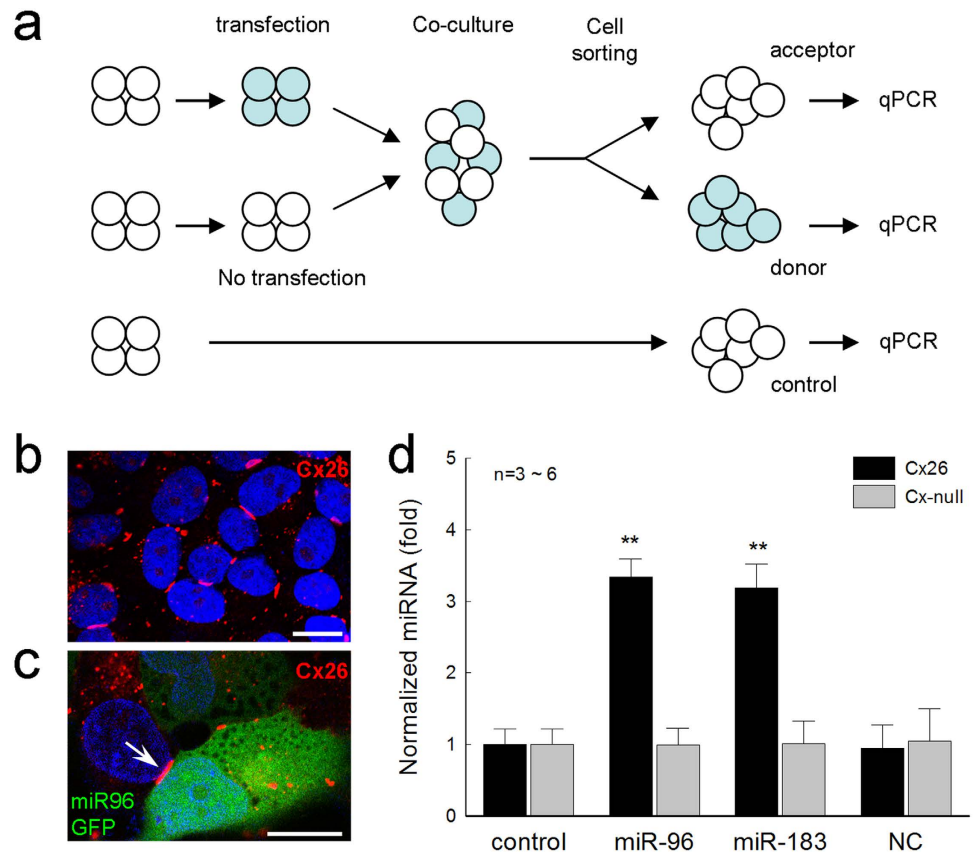 a
transfection
Co-culture
Cell
sorting
acceptor
qPCR
qPCR
No transfection
donor
qPCR
control
b
Cx26
c
Cx26
miR96
GFP
d
n=3 ~ 6
Cx26
Cx-null
Normalized miRNA (fold)
5
4
3
2
1
0
**
**
control
miR-96
miR-183
NC